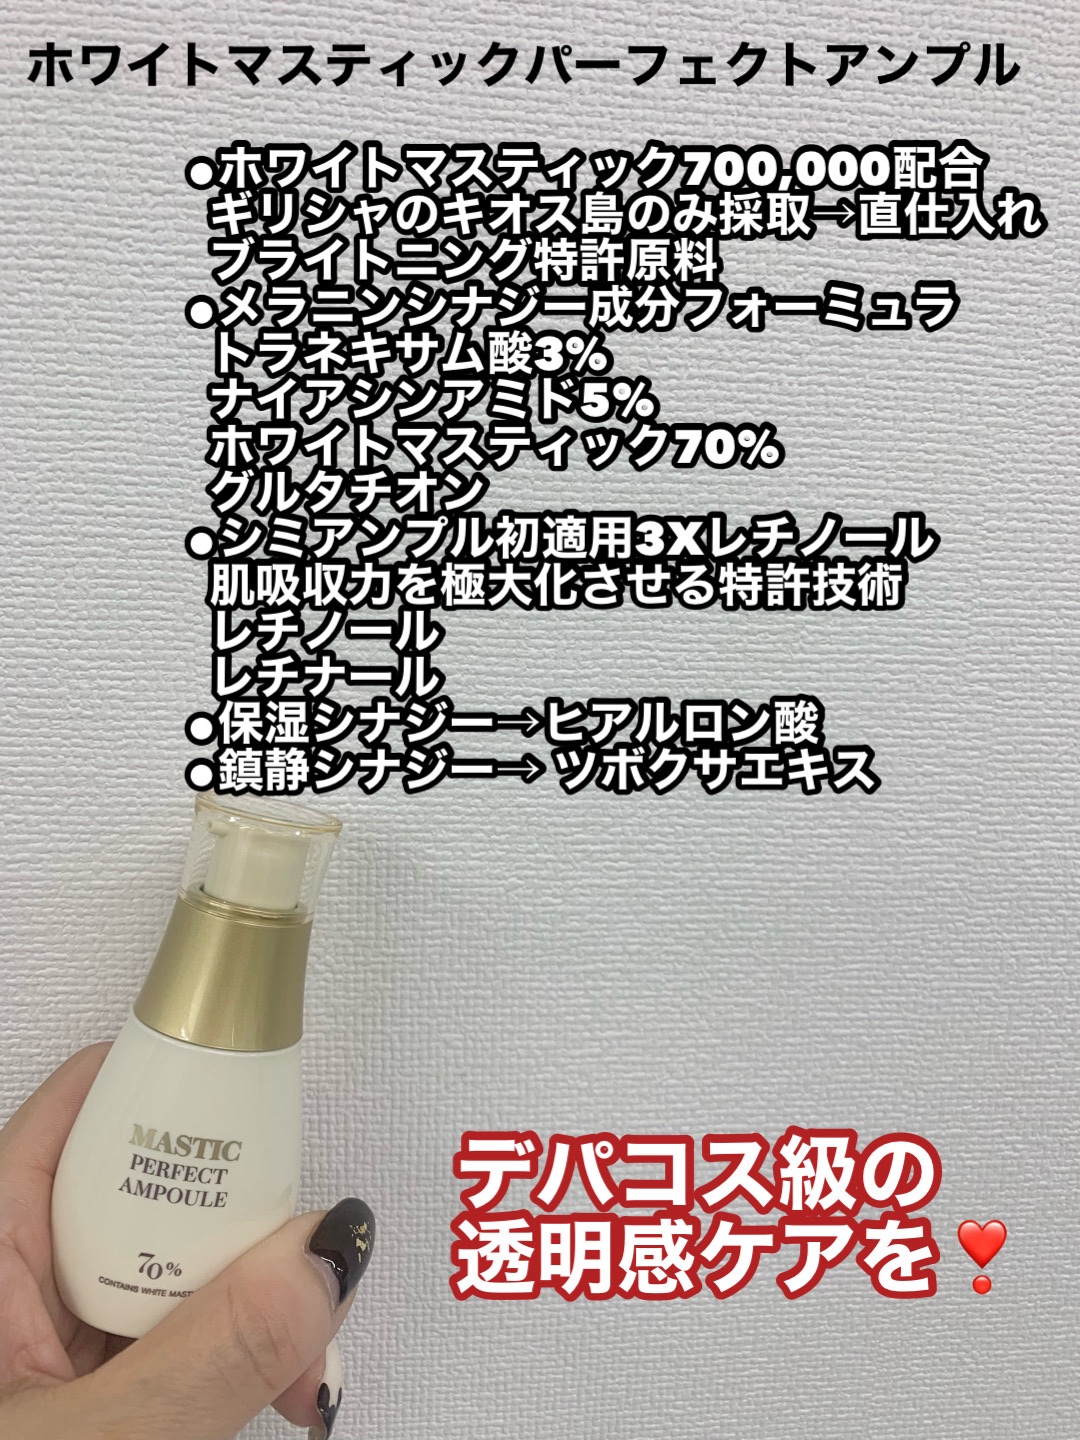 ホワイトマスティックパーフェクトアンプル
●ホワイトマスティック700,000配合
ギリシャのキオス島のみ採取→直仕入れ
ブライトニング特許原料
●メラニンシナジー成分フォーミュラ
トラネキサム酸3%
ナイアシンアミド5%
ホワイトマスティック70%
グルタチオン
●シミアンプル初適用3Xレチノール
肌吸収力を極大化させる特許技術
レチノール
レチナール
●保湿シナジー→ヒアルロン酸
●鎮静シナジー→ツボクサエキス
MASTIC
PERFECT
AMPOULE
70%
CONTAINS WHITE
デパコス級の
透明感ケアを❣